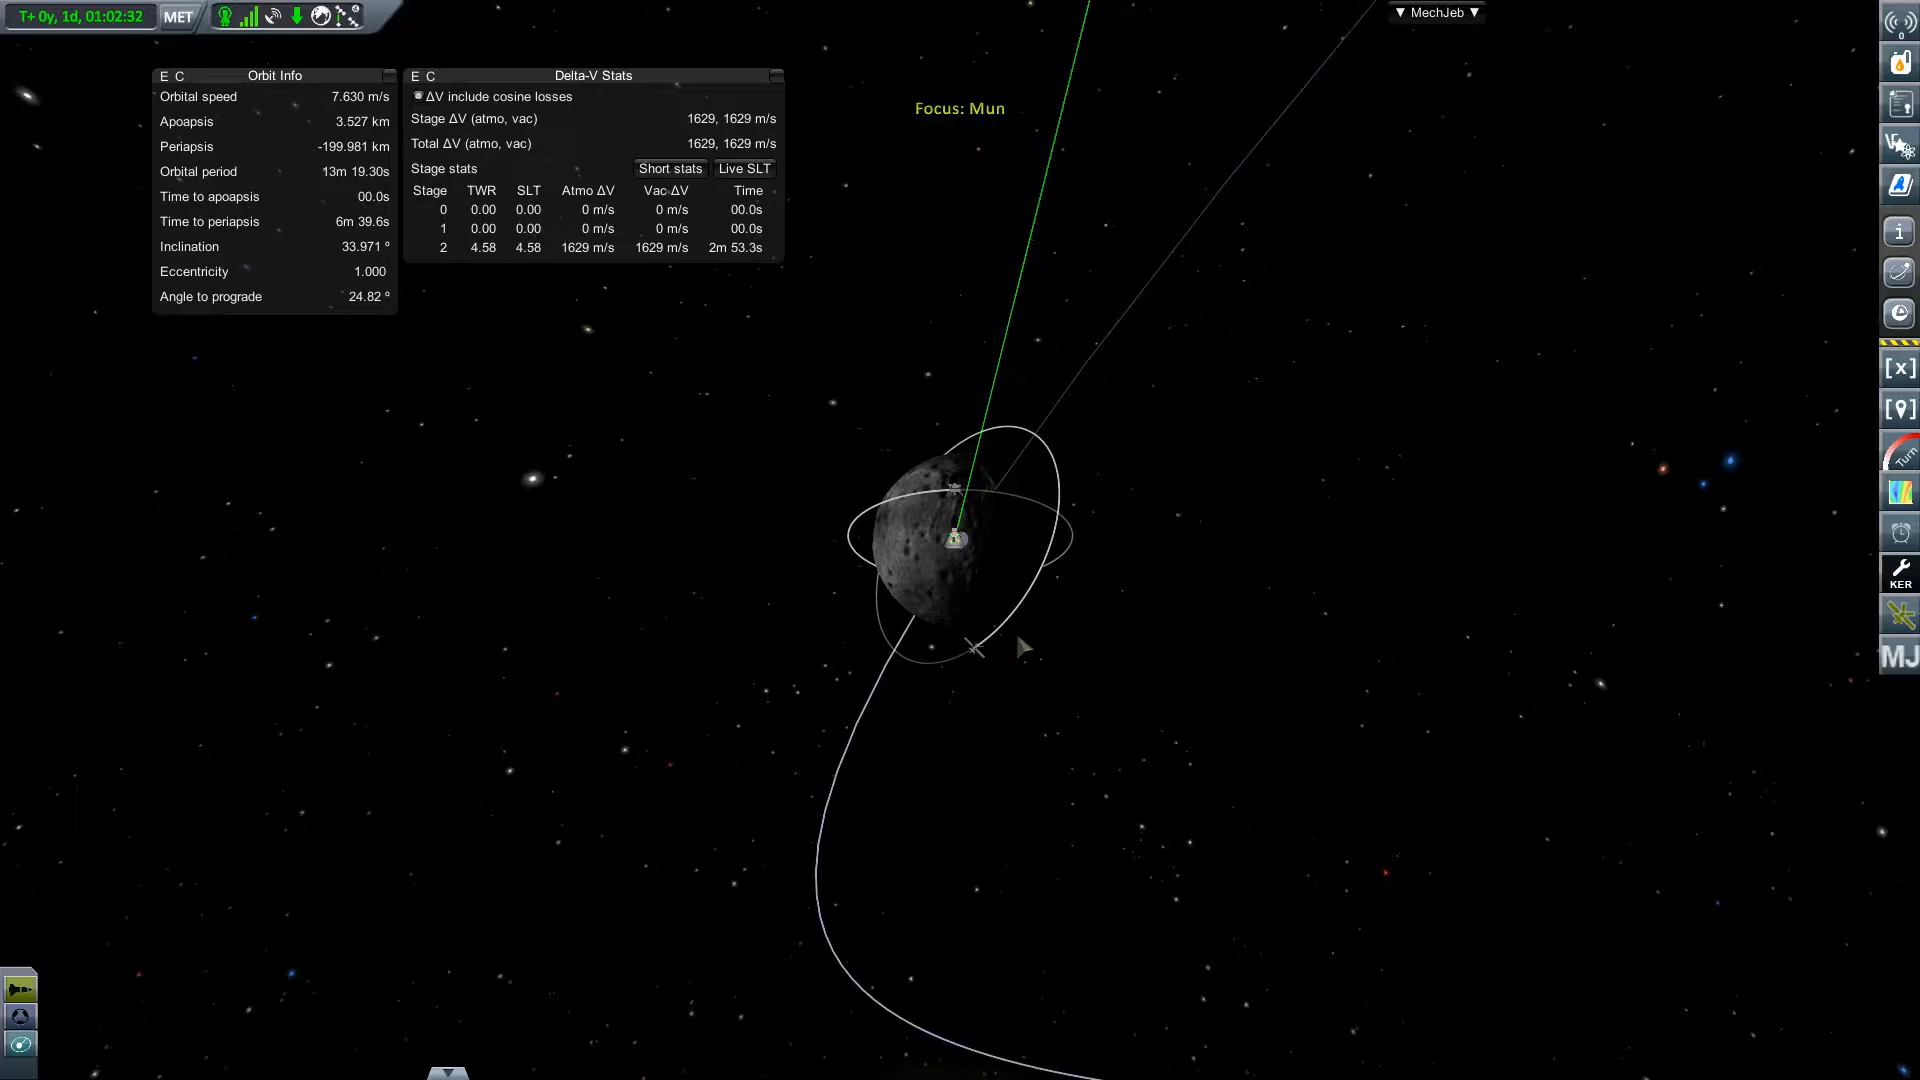 T+ 0y, 1d, 01:02:32 MET
▼ MechJeb ▼
0
E C Orbit Info
Orbital speed 7.630 m/s
Apoapsis 3.527 km
Periapsis -199.981 km
Orbital period 13m 19.30s
Time to apoapsis 00.0s
Time to periapsis 6m 39.6s
Inclination 33.971 º
Eccentricity 1.000
Angle to prograde 24.82 º
E C Delta-V Stats
ΔV include cosine losses
Stage ΔV (atmo, vac) 1629, 1629 m/s
Total ΔV (atmo, vac) 1629, 1629 m/s
Stage stats Short stats Live SLT
Stage TWR SLT Atmo ΔV Vac ΔV Time
0 0.00 0.00 0 m/s 0 m/s 00.0s
1 0.00 0.00 0 m/s 0 m/s 00.0s
2 4.58 4.58 1629 m/s 1629 m/s 2m 53.3s
Focus: Mun
[x]
Turn
KER
MJ